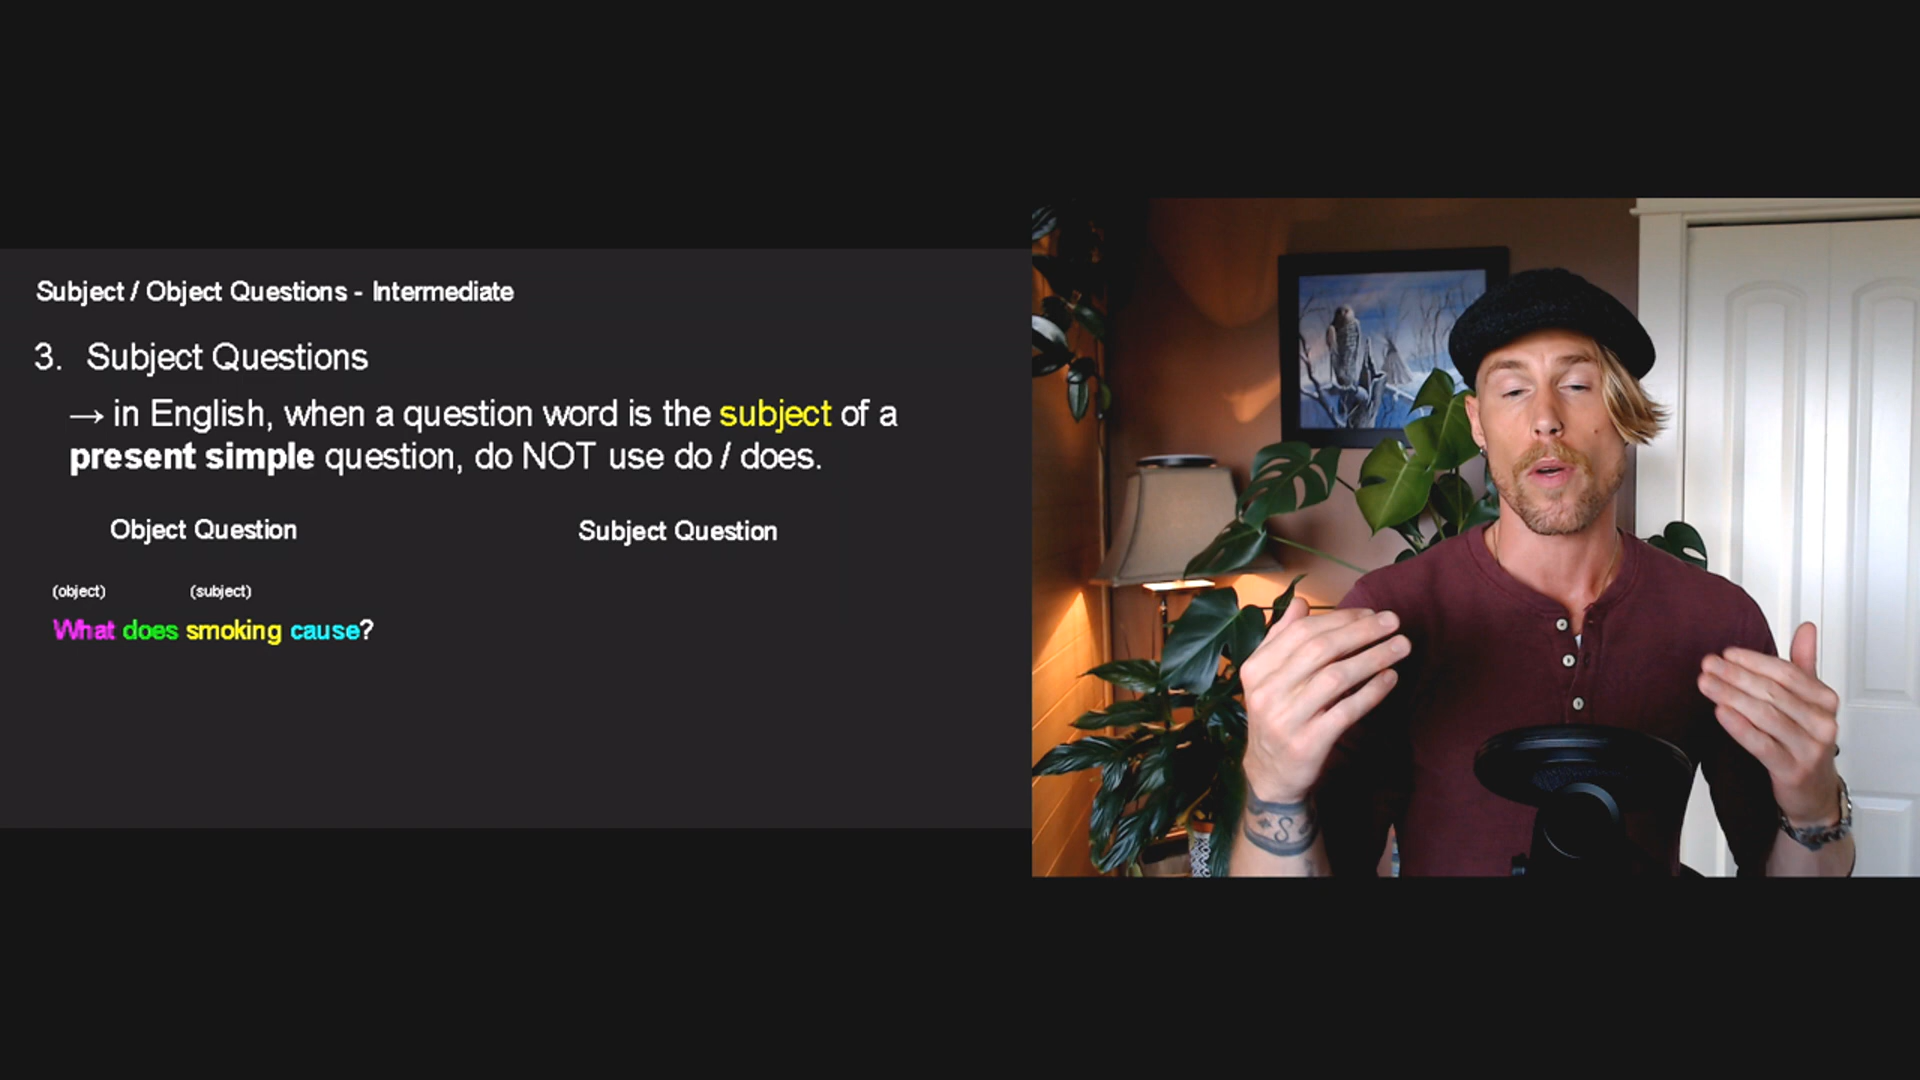 Subject / Object Questions - Intermediate
3. Subject Questions
→ in English, when a question word is the subject of a
present simple question, do NOT use do / does.
Object Question Subject Question
(object) (subject)
What does smoking cause?